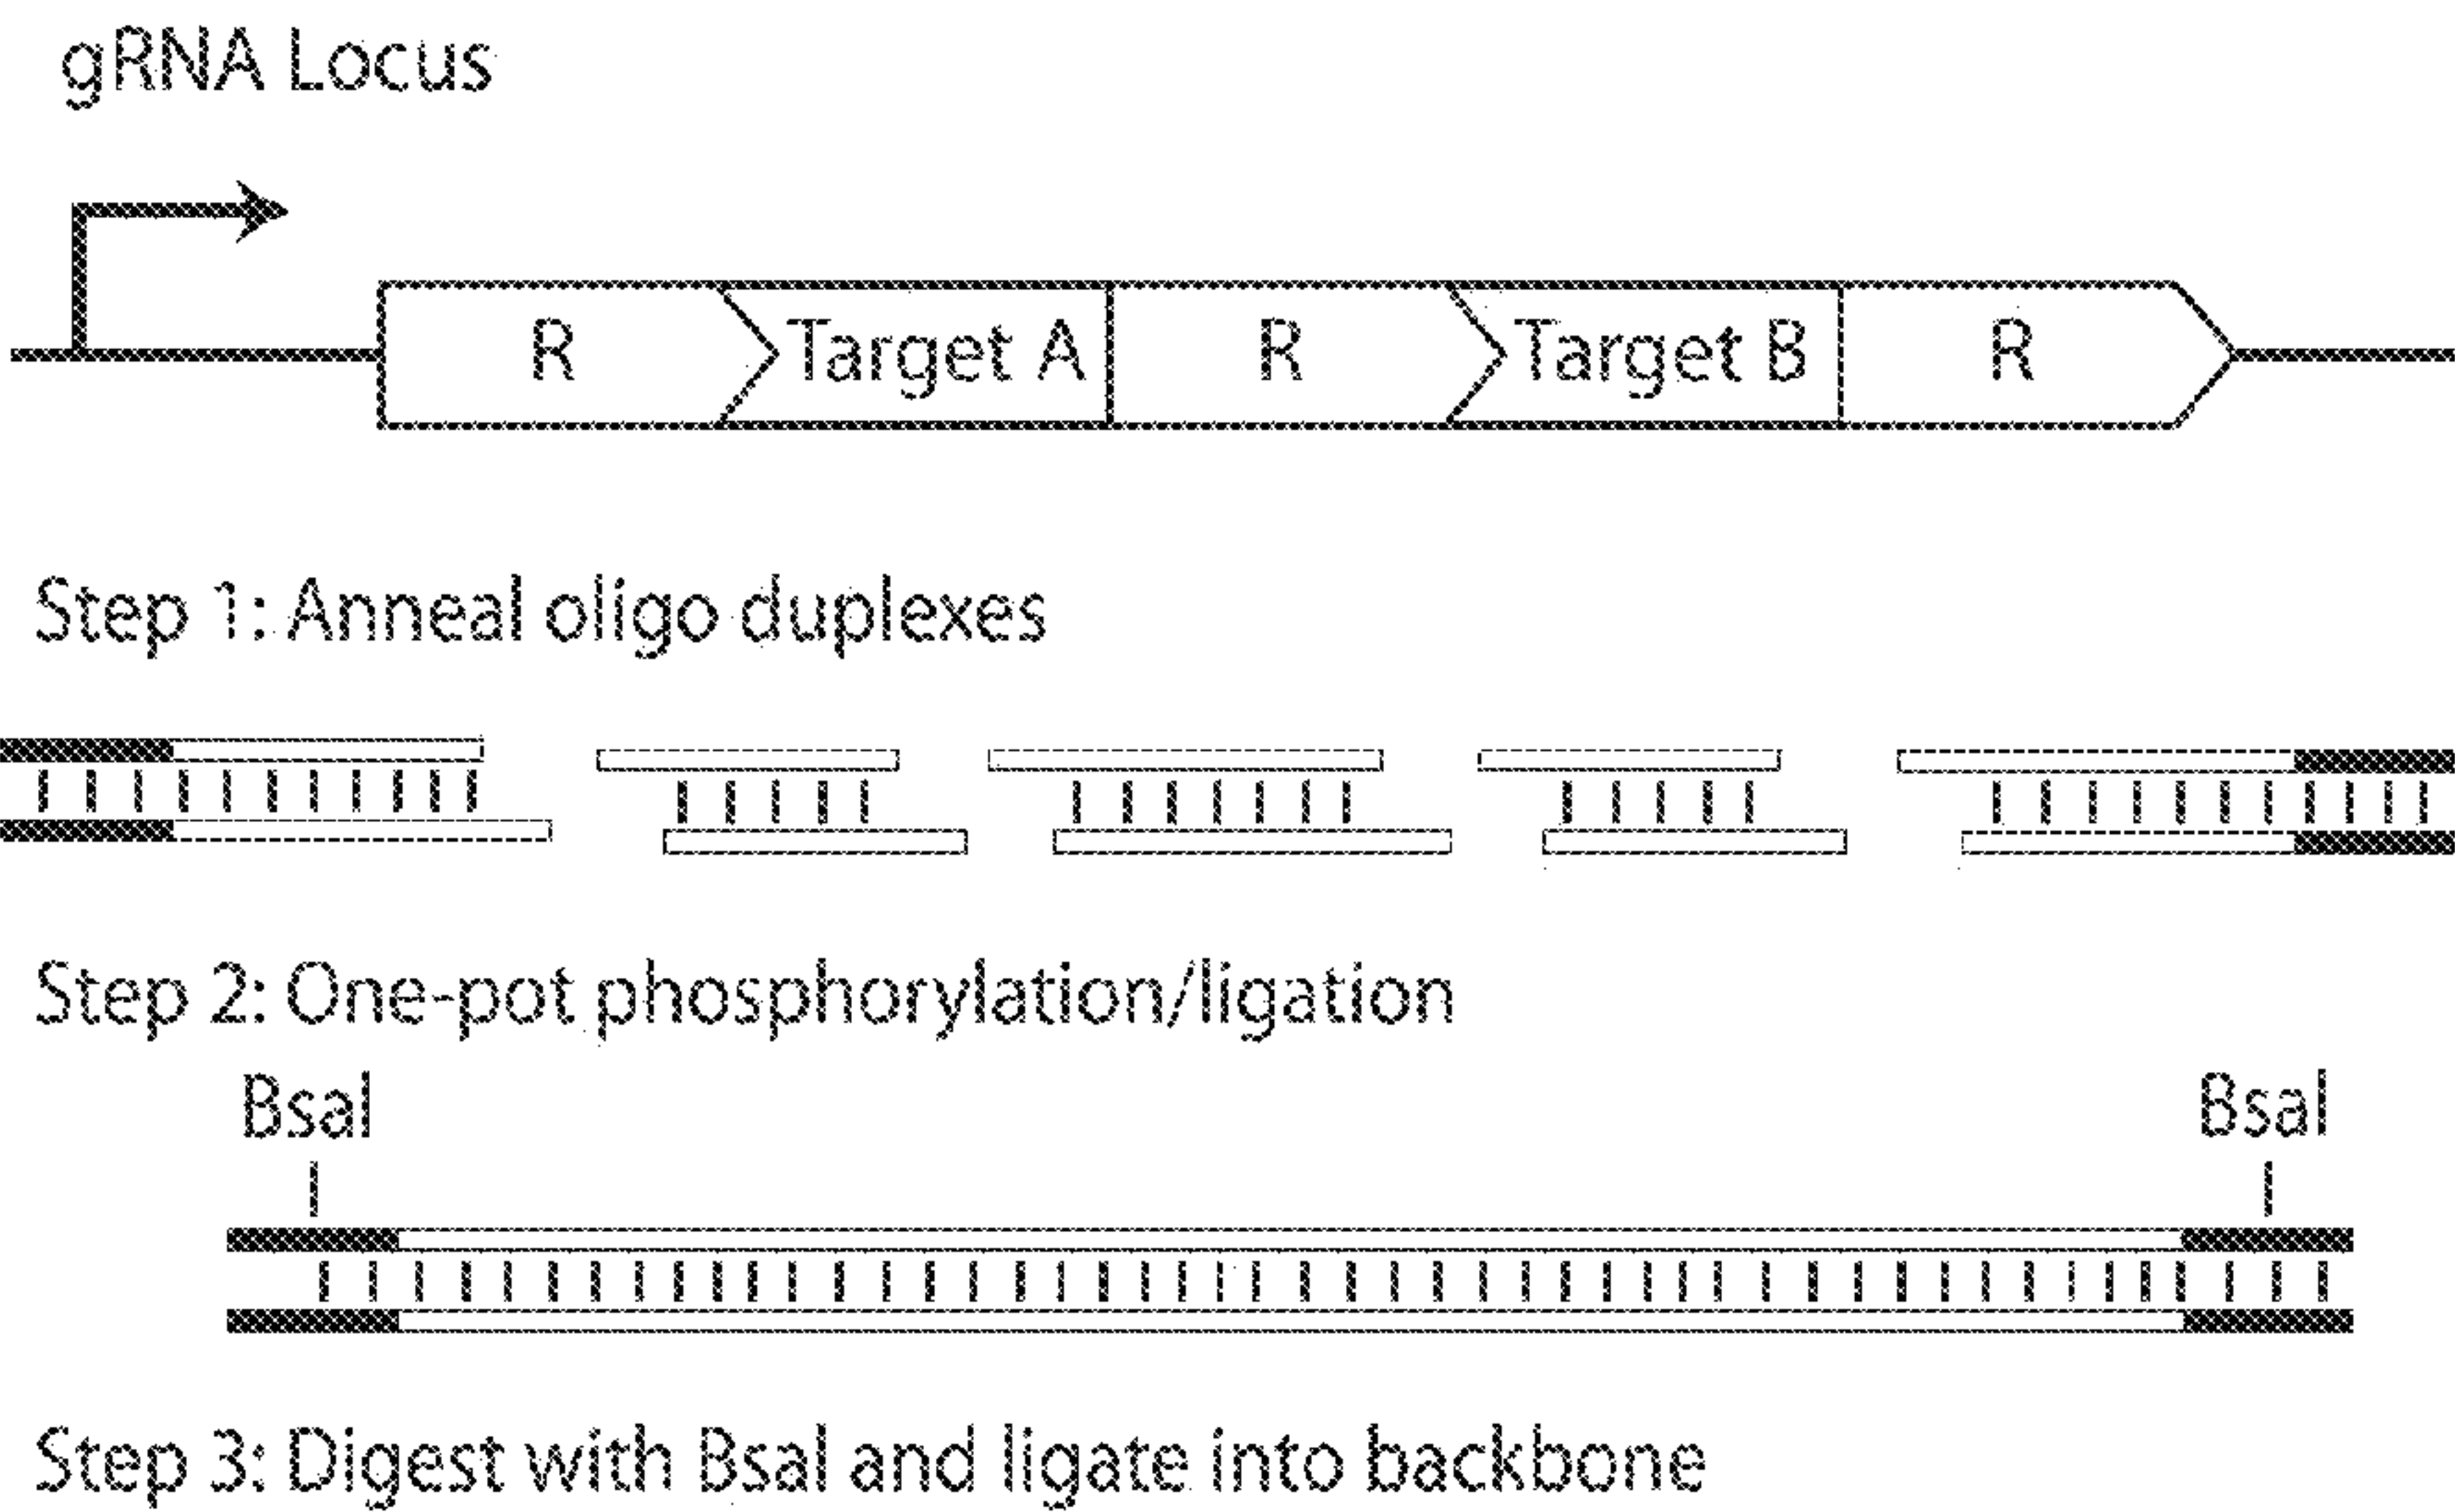 gRNA Locus
R Target A R Target B R
Step 1: Anneal oligo duplexes
Step 2: One-pot phosphorylation/ligation
BsaI BsaI
Step 3: Digest with BsaI and ligate into backbone